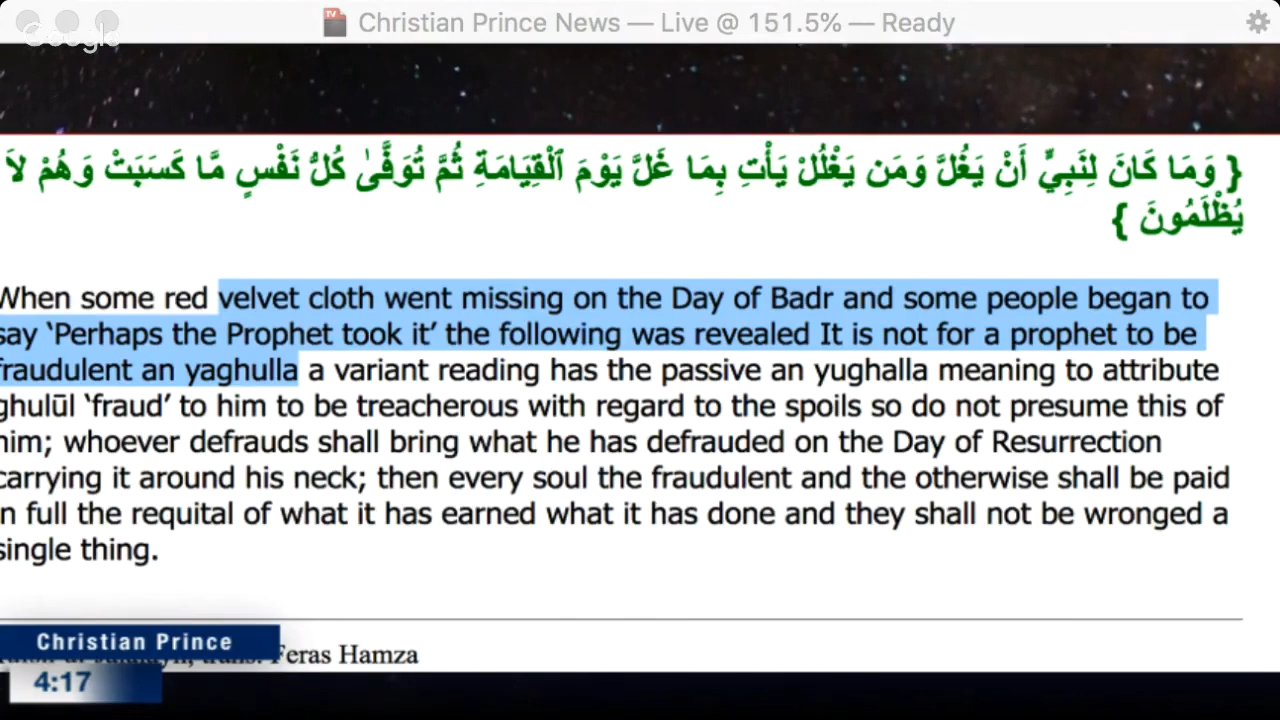 Christian Prince News — Live @ 151.5% — Ready
Google
{ وَمَا كَانَ لِنَبِيٍّ أَنْ يَغُلَّ وَمَن يَغْلُلْ يَأْتِ بِمَا غَلَّ يَوْمَ ٱلْقِيَامَةِ ثُمَّ تُوَفَّىٰ كُلُّ نَفْسٍ مَّا كَسَبَتْ وَهُمْ لاَ
يُظْلَمُونَ }
When some red velvet cloth went missing on the Day of Badr and some people began to
say ‘Perhaps the Prophet took it’ the following was revealed It is not for a prophet to be
fraudulent an yaghulla a variant reading has the passive an yughalla meaning to attribute
ghulūl ‘fraud’ to him to be treacherous with regard to the spoils so do not presume this of
him; whoever defrauds shall bring what he has defrauded on the Day of Resurrection
carrying it around his neck; then every soul the fraudulent and the otherwise shall be paid
in full the requital of what it has earned what it has done and they shall not be wronged a
single thing.
Christian Prince
Feras Hamza
4:17